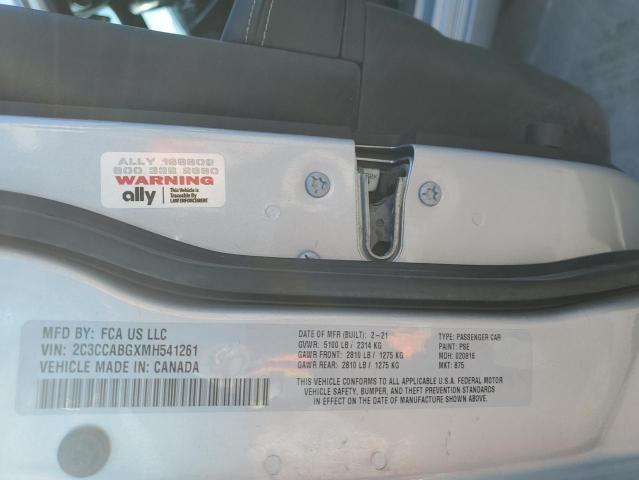 ALLY 188809
800 338 2880
WARNING
ally
This Vehicle is
Traceable By
LAW ENFORCEMENT
MFD BY: FCA US LLC
VIN: 2C3CCABGXMH541261
VEHICLE MADE IN: CANADA
DATE OF MFR (BUILT): 2-21
GVWR: 5100 LB / 2314 KG
GAWR FRONT: 2810 LB / 1275 KG
GAWR REAR: 2810 LB / 1275 KG
TYPE: PASSENGER CAR
PAINT: PSE
MDH: 020816
MKT: 875
THIS VEHICLE CONFORMS TO ALL APPLICABLE U.S.A. FEDERAL MOTOR
VEHICLE SAFETY, BUMPER, AND THEFT PREVENTION STANDARDS
IN EFFECT ON THE DATE OF MANUFACTURE SHOWN ABOVE.